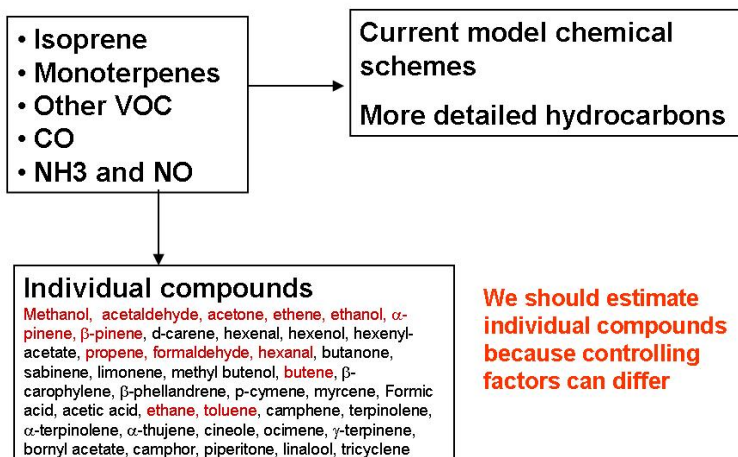 • Isoprene
• Monoterpenes
• Other VOC
• CO
• NH3 and NO
Current model chemical
schemes
More detailed hydrocarbons
Individual compounds
Methanol, acetaldehyde, acetone, ethene, ethanol, α-
pinene, β-pinene, d-carene, hexenal, hexenol, hexenyl-
acetate, propene, formaldehyde, hexanal, butanone,
sabinene, limonene, methyl butenol, butene, β-
carophylene, β-phellandrene, p-cymene, myrcene, Formic
acid, acetic acid, ethane, toluene, camphene, terpinolene,
α-terpinolene, α-thujene, cineole, ocimene, γ-terpinene,
bornyl acetate, camphor, piperitone, linalool, tricyclene
We should estimate
individual compounds
because controlling
factors can differ